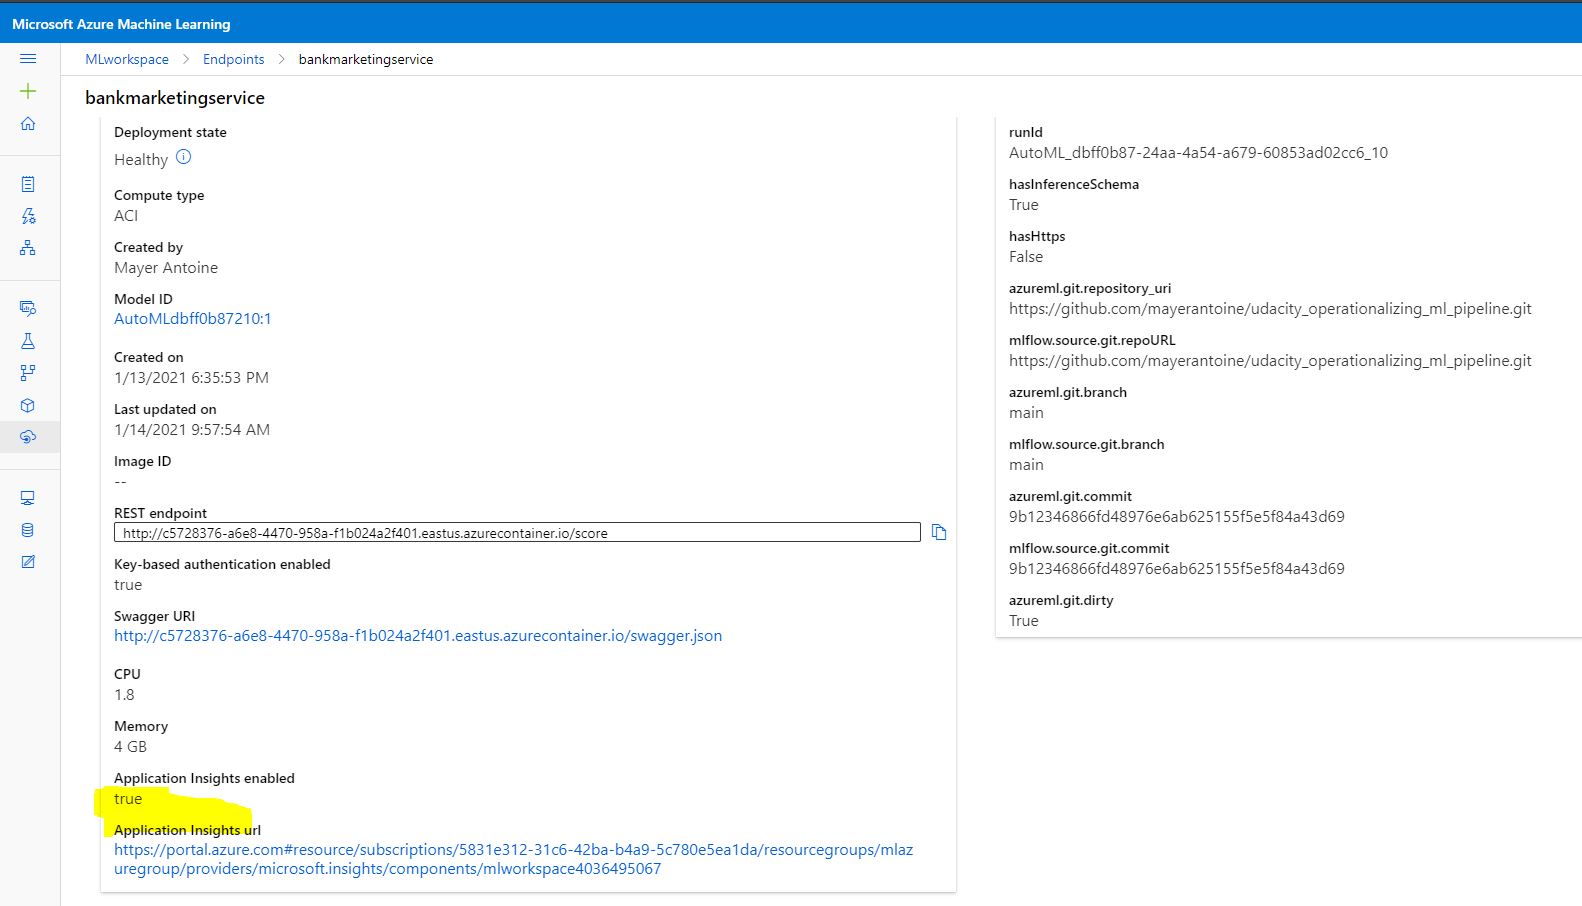 Microsoft Azure Machine Learning
MLworkspace > Endpoints > bankmarketingservice
bankmarketingservice
Deployment state
Healthy
Compute type
ACI
Created by
Mayer Antoine
Model ID
AutoMLdbff0b87210:1
Created on
1/13/2021 6:35:53 PM
Last updated on
1/14/2021 9:57:54 AM
Image ID
--
REST endpoint
http://c5728376-a6e8-4470-958a-f1b024a2f401.eastus.azurecontainer.io/score
Key-based authentication enabled
true
Swagger URI
http://c5728376-a6e8-4470-958a-f1b024a2f401.eastus.azurecontainer.io/swagger.json
CPU
1.8
Memory
4 GB
Application Insights enabled
true
Application Insights url
https://portal.azure.com#resource/subscriptions/5831e312-31c6-42ba-b4a9-5c780e5ea1da/resourcegroups/mlaz
uregroup/providers/microsoft.insights/components/mlworkspace4036495067
runId
AutoML_dbff0b87-24aa-4a54-a679-60853ad02cc6_10
hasInferenceSchema
True
hasHttps
False
azureml.git.repository_uri
https://github.com/mayerantoine/udacity_operationalizing_ml_pipeline.git
mlflow.source.git.repoURL
https://github.com/mayerantoine/udacity_operationalizing_ml_pipeline.git
azureml.git.branch
main
mlflow.source.git.branch
main
azureml.git.commit
9b12346866fd48976e6ab625155f5e5f84a43d69
mlflow.source.git.commit
9b12346866fd48976e6ab625155f5e5f84a43d69
azureml.git.dirty
True